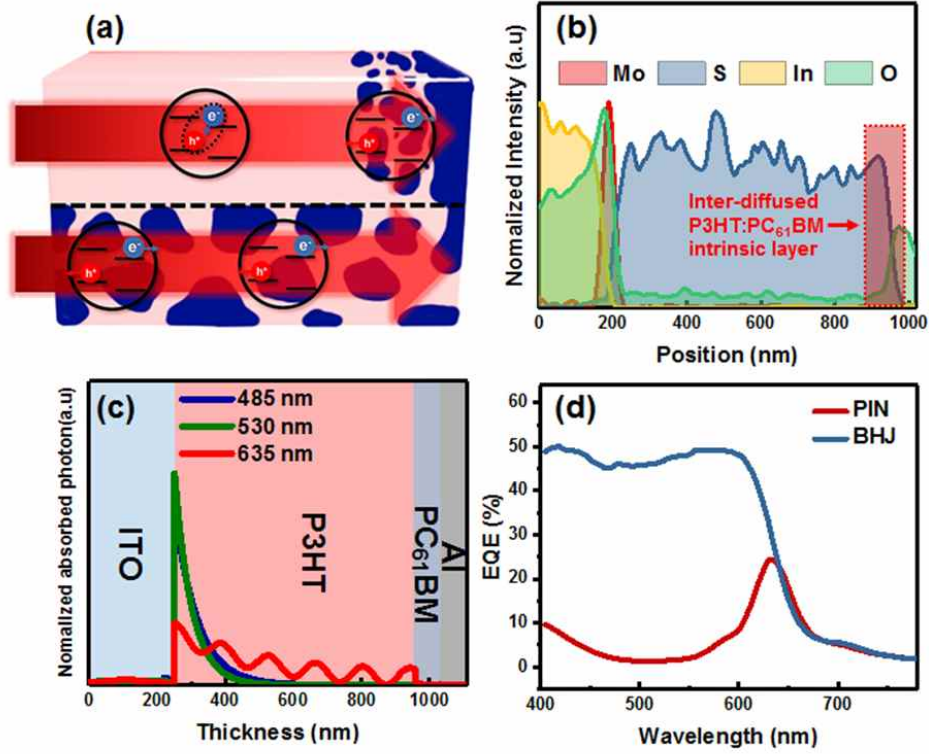 (a)
e-
h+
e-
h+
e-
h+
e-
h+
(b)
Nomalized Intensity (a.u)
Mo
S
In
O
Inter-diffused
P3HT:PC61BM
intrinsic layer
0
200
400
600
800
1000
Position (nm)
(c)
Nomalized absorbed photon(a.u)
485 nm
530 nm
635 nm
ITO
P3HT
PC61BM
Al
0
200
400
600
800
1000
Thickness (nm)
(d)
EQE (%)
60
50
40
30
20
10
0
PIN
BHJ
400
500
600
700
Wavelength (nm)